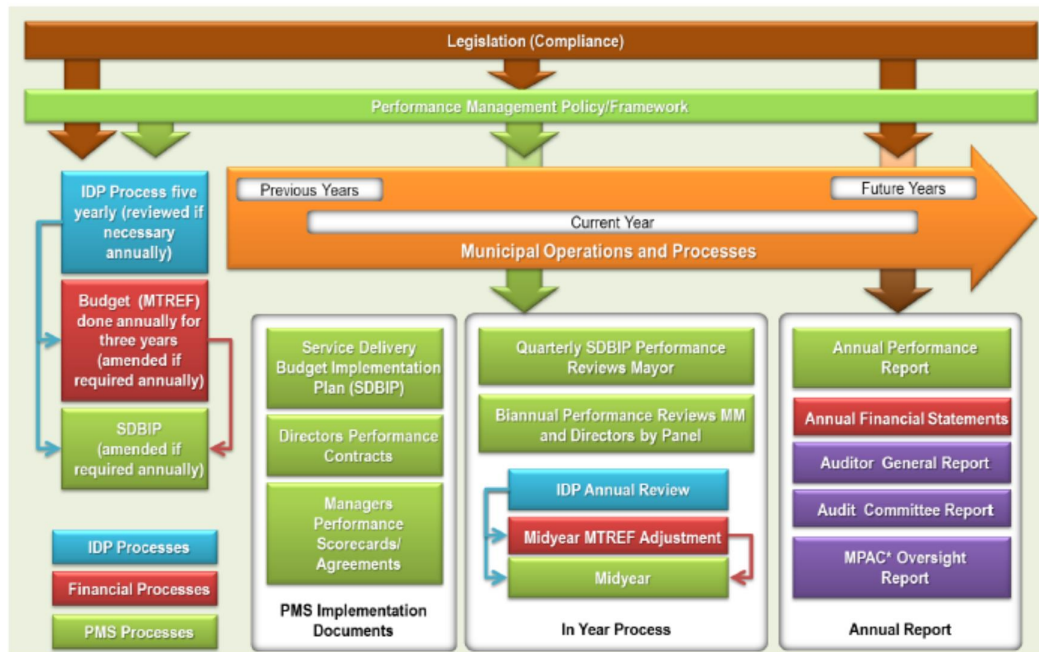 Legislation (Compliance)
Performance Management Policy/Framework
IDP Process five
yearly (reviewed if
necessary
annually)
Budget (MTREF)
done annually for
three years
(amended if
required annually)
SDBIP
(amended if
required annually)
IDP Processes
Financial Processes
PMS Processes
Previous Years
Future Years
Current Year
Municipal Operations and Processes
Service Delivery
Budget Implementation
Plan (SDBIP)
Directors Performance
Contracts
Managers
Performance
Scorecards/
Agreements
PMS Implementation
Documents
Quarterly SDBIP Performance
Reviews Mayor
Biannual Performance Reviews MM
and Directors by Panel
IDP Annual Review
Midyear MTREF Adjustment
Midyear
In Year Process
Annual Performance
Report
Annual Financial Statements
Auditor General Report
Audit Committee Report
MPAC* Oversight
Report
Annual Report